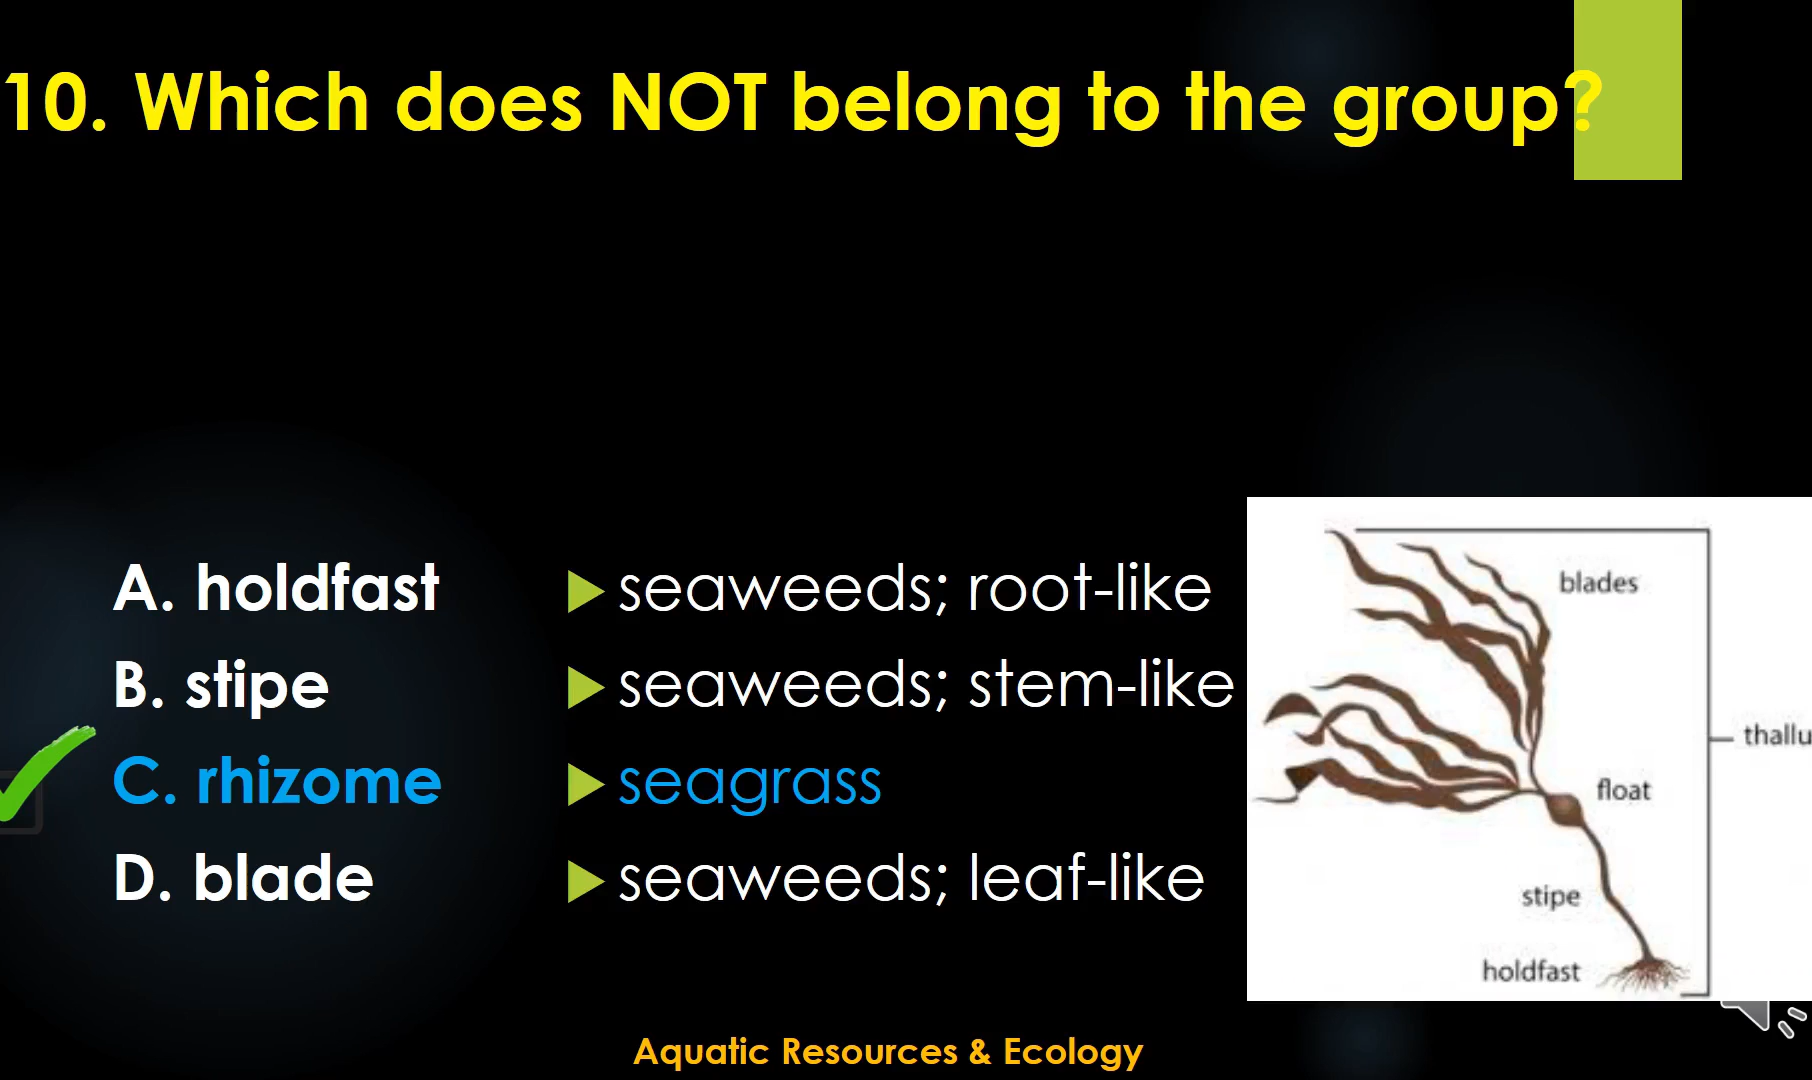 10. Which does NOT belong to the group?
A. holdfast
seaweeds; root-like
B. stipe
seaweeds; stem-like
C. rhizome
seagrass
D. blade
seaweeds; leaf-like
blades
thallu
float
stipe
holdfast
Aquatic Resources & Ecology